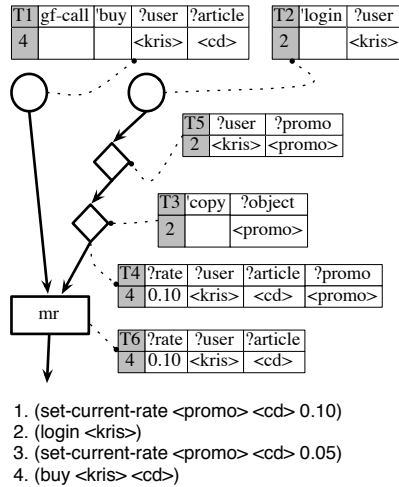 T1 gf-call 'buy ?user ?article
4 <kris> <cd>
T2 'login ?user
2 <kris>
T5 ?user ?promo
2 <kris> <promo>
T3 'copy ?object
2 <promo>
T4 ?rate ?user ?article ?promo
4 0.10 <kris> <cd> <promo>
mr
T6 ?rate ?user ?article
4 0.10 <kris> <cd>
1. (set-current-rate <promo> <cd> 0.10)
2. (login <kris>)
3. (set-current-rate <promo> <cd> 0.05)
4. (buy <kris> <cd>)